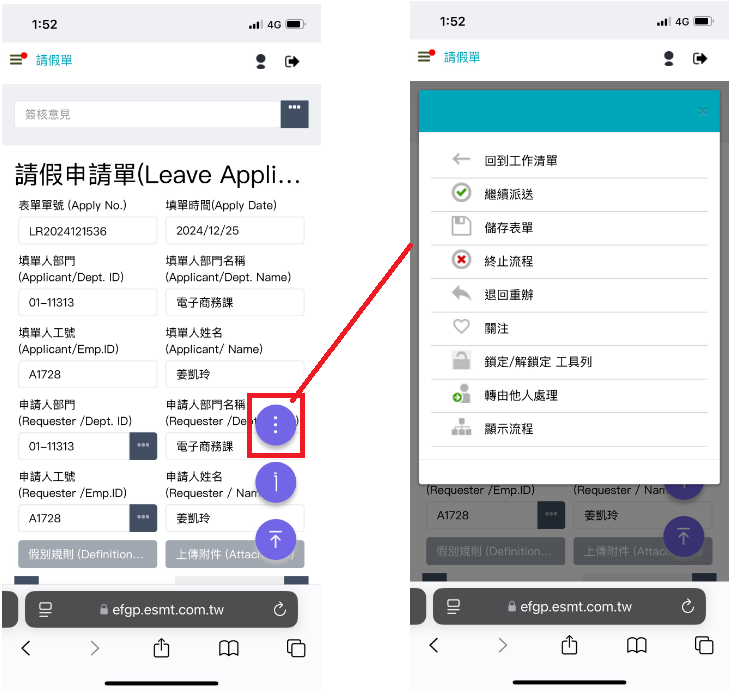 1:52
4G
請假單
簽核意見
請假申請單(Leave Appli...
表單單號 (Apply No.)
填單時間(Apply Date)
LR2024121536
2024/12/25
填單人部門
(Applicant/Dept. ID)
填單人部門名稱
(Applicant/Dept. Name)
01-11313
電子商務課
填單人工號
(Applicant/Emp.ID)
填單人姓名
(Applicant/ Name)
A1728
姜凱玲
申請人部門
(Requester /Dept. ID)
申請人部門名稱
(Requester /Dept
01-11313
電子商務課
申請人工號
(Requester /Emp.ID)
申請人姓名
(Requester / Nam
A1728
姜凱玲
假別規則 (Definition...
上傳附件 (Attac
efgp.esmt.com.tw
1:52
4G
請假單
回到工作清單
繼續派送
儲存表單
終止流程
退回重辦
關注
鎖定/解鎖定 工具列
轉由他人處理
顯示流程
(Requester /Emp.ID)
(Requester / Nam
A1728
姜凱玲
假別規則 (Definition...
上傳附件 (Attac
efgp.esmt.com.tw